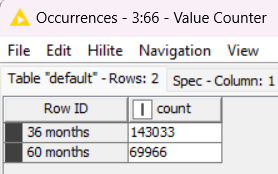 Occurrences - 3:66 - Value Counter
File Edit Hilite Navigation View
Table "default" - Rows: 2 Spec - Column: 1
Row ID I count
36 months 143033
60 months 69966